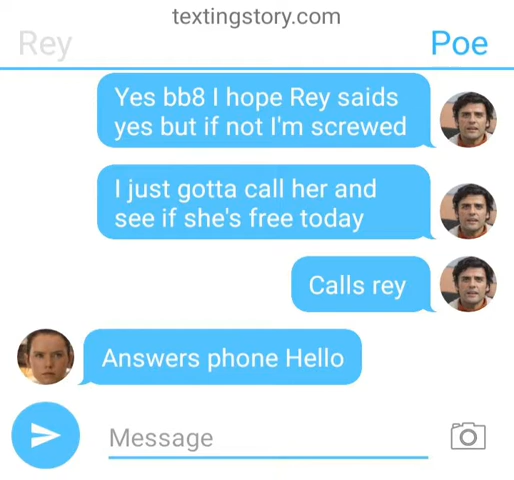 textingstory.com
Rey
Poe
Yes bb8 I hope Rey saids
yes but if not I'm screwed
I just gotta call her and
see if she's free today
Calls rey
Answers phone Hello
Message